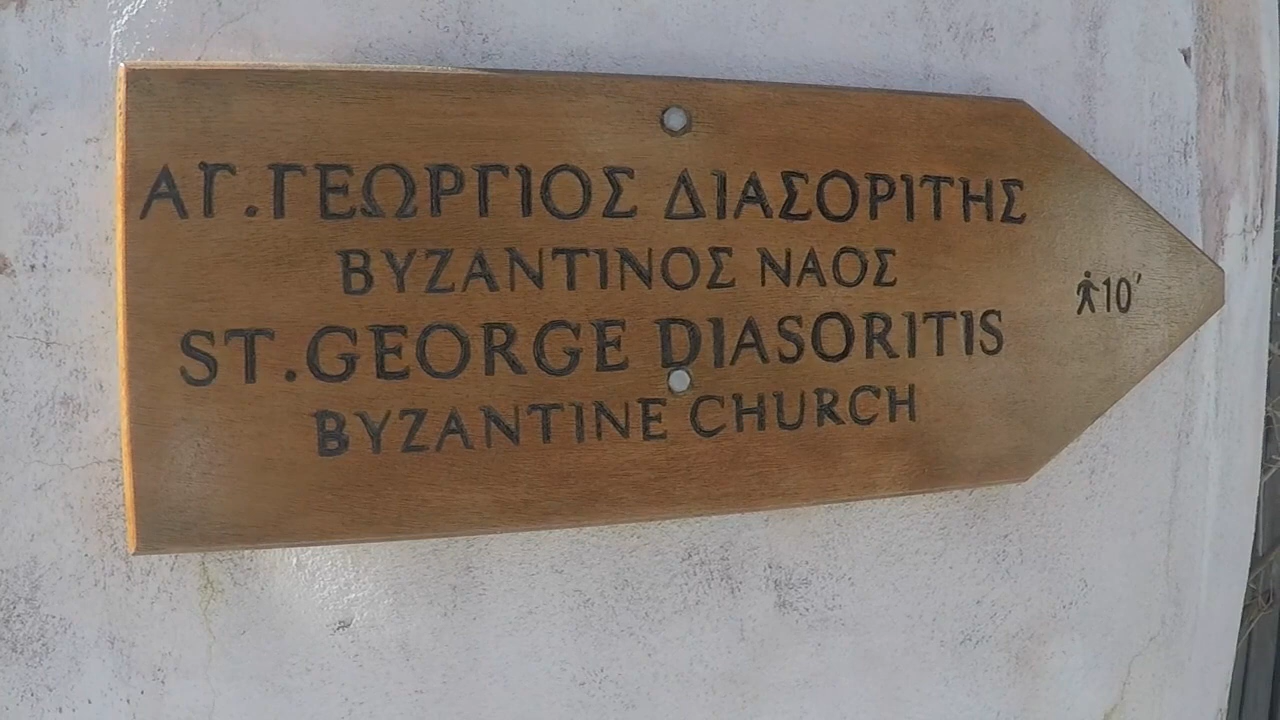 ΑΓ.ΓΕΩΡΓΙΟΣ ΔΙΑΣΟΡΙΤΗΣ
ΒΥΖΑΝΤΙΝΟΣ ΝΑΟΣ
ST.GEORGE DIASORITIS
BYZANTINE CHURCH
10'